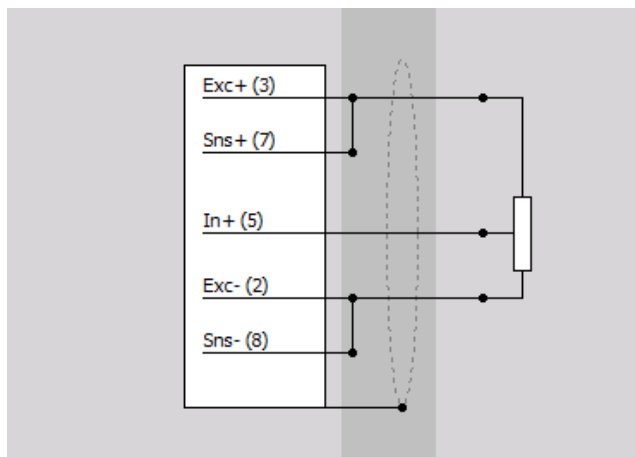 Exc+ (3)
Sns+ (7)
In+ (5)
Exc- (2)
Sns- (8)